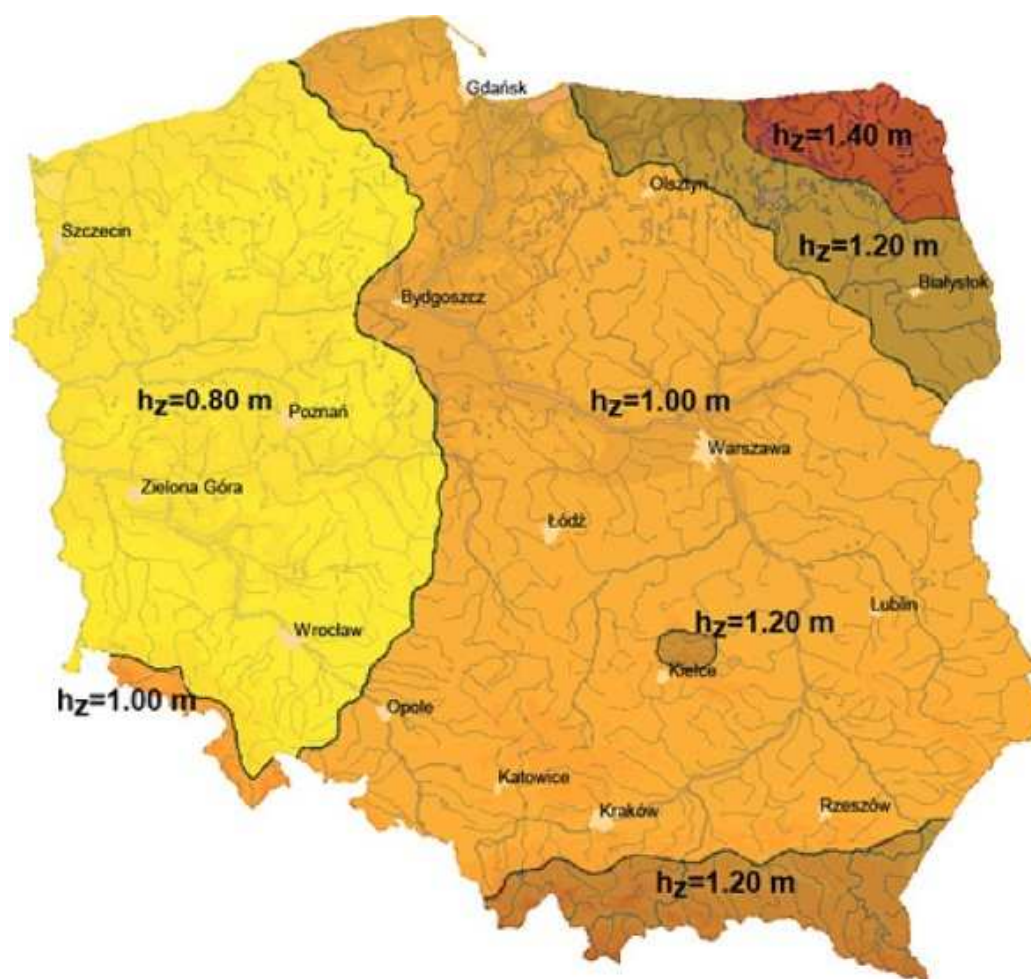 Gdańsk
hz=1.40 m
Olsztyn
Szczecin
hz=1.20 m
Białystok
Bydgoszcz
hz=0.80 m
Poznań
hz=1.00 m
Warszawa
Zielona Góra
Łódź
Lublin
hz=1.20 m
Wrocław
Kielce
hz=1.00 m
Opole
Katowice
Kraków
Rzeszów
hz=1.20 m